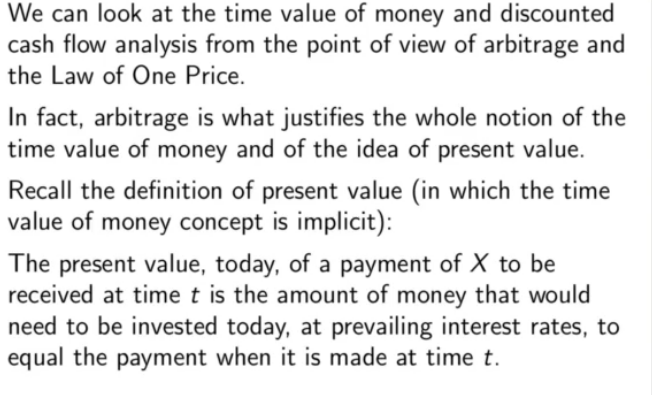 We can look at the time value of money and discounted
cash flow analysis from the point of view of arbitrage and
the Law of One Price.
In fact, arbitrage is what justifies the whole notion of the
time value of money and of the idea of present value.
Recall the definition of present value (in which the time
value of money concept is implicit):
The present value, today, of a payment of X to be
received at time t is the amount of money that would
need to be invested today, at prevailing interest rates, to
equal the payment when it is made at time t.